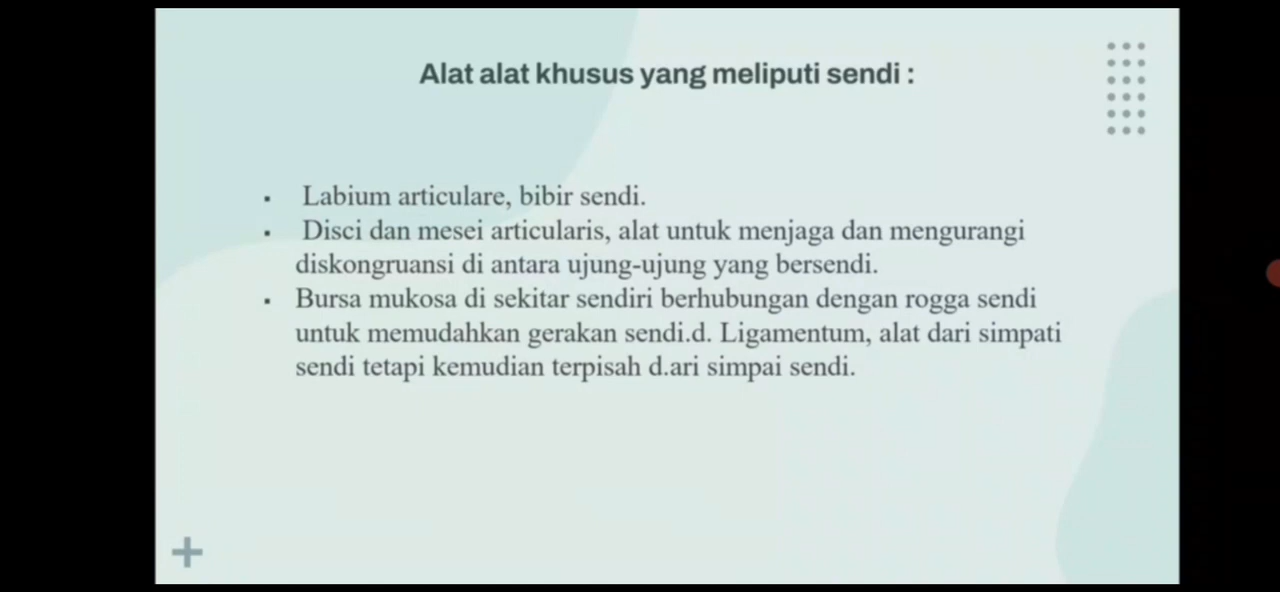 Alat alat khusus yang meliputi sendi :
▪ Labium articulare, bibir sendi.
▪ Disci dan mesei articularis, alat untuk menjaga dan mengurangi
diskongruansi di antara ujung-ujung yang bersendi.
▪ Bursa mukosa di sekitar sendiri berhubungan dengan rogga sendi
untuk memudahkan gerakan sendi.d. Ligamentum, alat dari simpati
sendi tetapi kemudian terpisah d.ari simpai sendi.